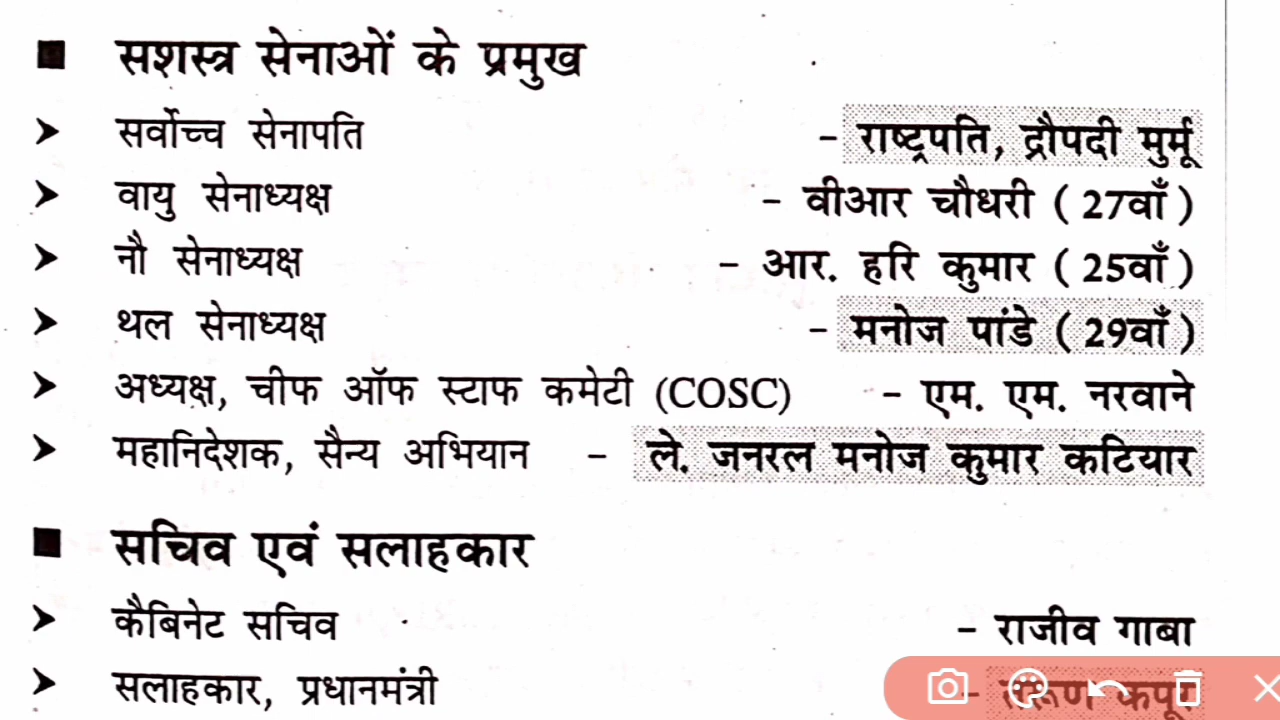 ■ सशस्त्र सेनाओं के प्रमुख
➤ सर्वोच्च सेनापति – राष्ट्रपति, द्रौपदी मुर्मू
➤ वायु सेनाध्यक्ष – वीआर चौधरी (27वाँ)
➤ नौ सेनाध्यक्ष – आर. हरि कुमार (25वाँ)
➤ थल सेनाध्यक्ष – मनोज पांडे (29वाँ)
➤ अध्यक्ष, चीफ ऑफ स्टाफ कमेटी (COSC) – एम. एम. नरवाने
➤ महानिदेशक, सैन्य अभियान – ले. जनरल मनोज कुमार कटियार
■ सचिव एवं सलाहकार
➤ कैबिनेट सचिव – राजीव गाबा
➤ सलाहकार, प्रधानमंत्री – तरूण कपूर